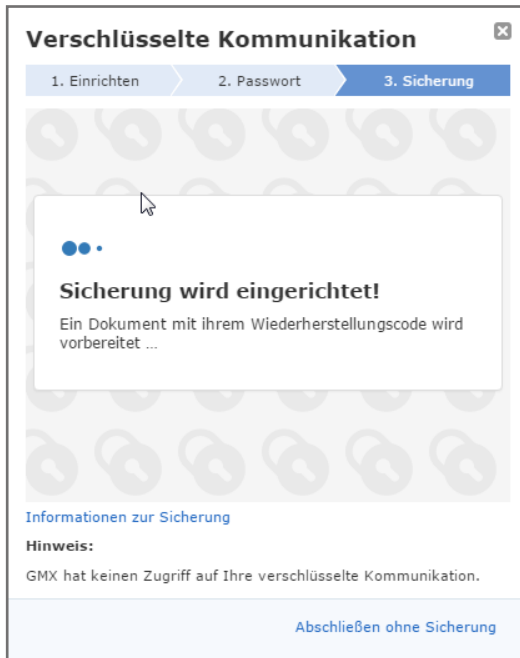 Verschlüsselte Kommunikation
1. Einrichten
2. Passwort
3. Sicherung
Sicherung wird eingerichtet!
Ein Dokument mit ihrem Wiederherstellungscode wird
vorbereitet ...
Informationen zur Sicherung
Hinweis:
GMX hat keinen Zugriff auf Ihre verschlüsselte Kommunikation.
Abschließen ohne Sicherung